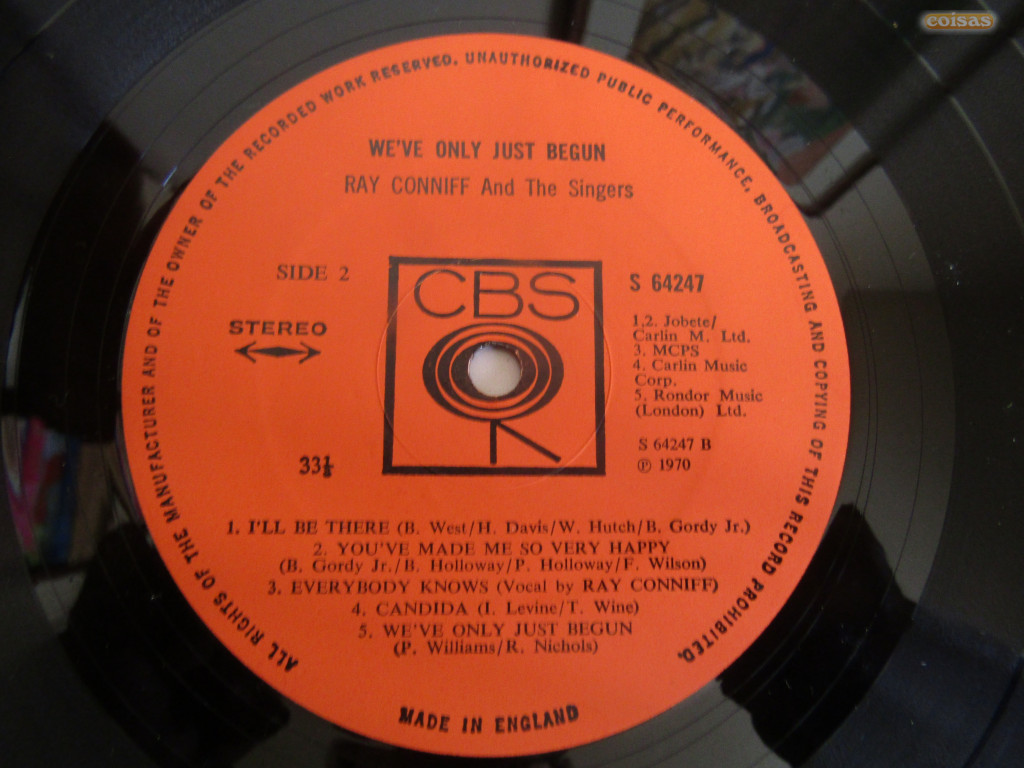 coisas
ALL RIGHTS OF THE MANUFACTURER AND OF THE OWNER OF THE RECORDED WORK RESERVED. UNAUTHORIZED PUBLIC PERFORMANCE, BROADCASTING AND COPYING OF THIS RECORD PROHIBITED.
WE'VE ONLY JUST BEGUN
RAY CONNIFF And The Singers
SIDE 2
STEREO
33⅓
CBS
S 64247
1,2. Jobete/
Carlin M. Ltd.
3. MCPS
4. Carlin Music
Corp.
5. Rondor Music
(London) Ltd.
S 64247 B
℗ 1970
1. I'LL BE THERE (B. West/H. Davis/W. Hutch/B. Gordy Jr.)
2. YOU'VE MADE ME SO VERY HAPPY
(B. Gordy Jr./B. Holloway/P. Holloway/F. Wilson)
3. EVERYBODY KNOWS (Vocal by RAY CONNIFF)
4. CANDIDA (I. Levine/T. Wine)
5. WE'VE ONLY JUST BEGUN
(P. Williams/R. Nichols)
MADE IN ENGLAND